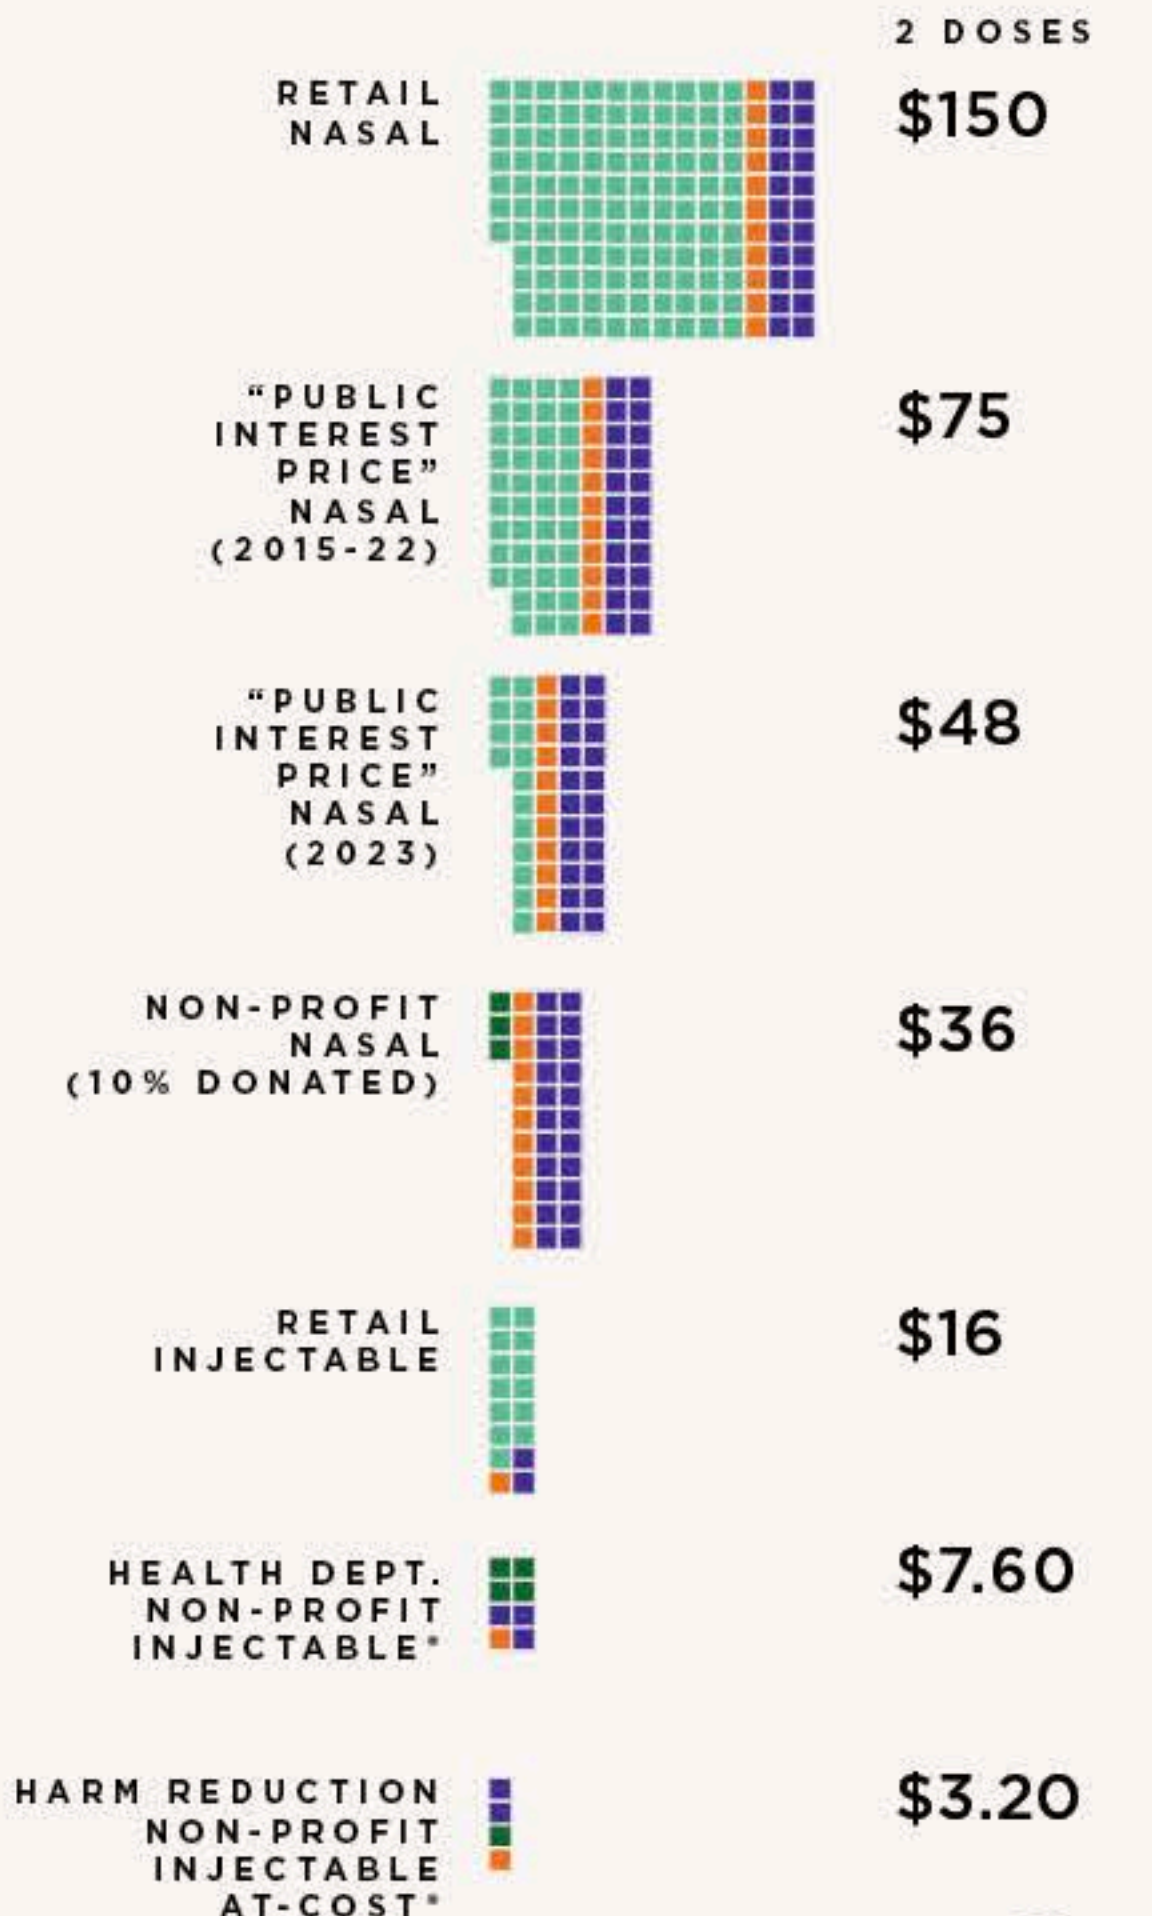 2 DOSES
RETAIL
NASAL
$150
“PUBLIC
INTEREST
PRICE”
NASAL
(2015-22)
$75
“PUBLIC
INTEREST
PRICE”
NASAL
(2023)
$48
NON-PROFIT
NASAL
(10% DONATED)
$36
RETAIL
INJECTABLE
$16
HEALTH DEPT.
NON-PROFIT
INJECTABLE*
$7.60
HARM REDUCTION
NON-PROFIT
INJECTABLE
AT-COST*
$3.20